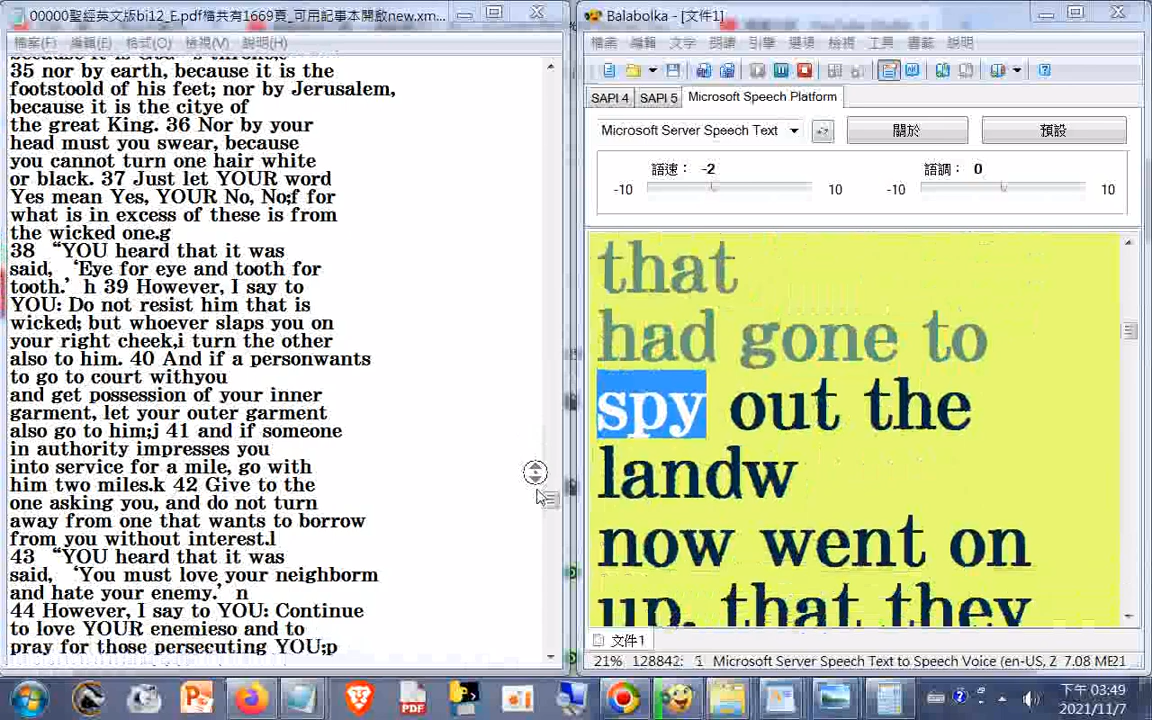 00000聖經英文版bi12_E.pdf檔共有1669頁_可用記事本開啟new.xm...
檔案(F) 編輯(E) 格式(O) 檢視(V) 說明(H)
35 nor by earth, because it is the
footstoold of his feet; nor by Jerusalem,
because it is the citye of
the great King. 36 Nor by your
head must you swear, because
you cannot turn one hair white
or black. 37 Just let YOUR word
Yes mean Yes, YOUR No, No;f for
what is in excess of these is from
the wicked one.g
38 “YOU heard that it was
said, ‘Eye for eye and tooth for
tooth.’ h 39 However, I say to
YOU: Do not resist him that is
wicked; but whoever slaps you on
your right cheek,i turn the other
also to him. 40 And if a personwants
to go to court withyou
and get possession of your inner
garment, let your outer garment
also go to him;j 41 and if someone
in authority impresses you
into service for a mile, go with
him two miles.k 42 Give to the
one asking you, and do not turn
away from one that wants to borrow
from you without interest.l
43 “YOU heard that it was
said, ‘You must love your neighborm
and hate your enemy.’ n
44 However, I say to YOU: Continue
to love YOUR enemieso and to
pray for those persecuting YOU;p
Balabolka - [文件1]
檔案 編輯 文字 朗讀 引擎 選項 檢視 工具 書籤 說明
SAPI 4 SAPI 5 Microsoft Speech Platform
Microsoft Server Speech Text 關於 預設
語速： -2 語調： 0
-10 10 -10 10
that
had gone to
spy out the
landw
now went on
up, that they
文件1
21% 128842: 1 Microsoft Server Speech Text to Speech Voice (en-US, Z 7.08 ME21
下午 03:49
2021/11/7